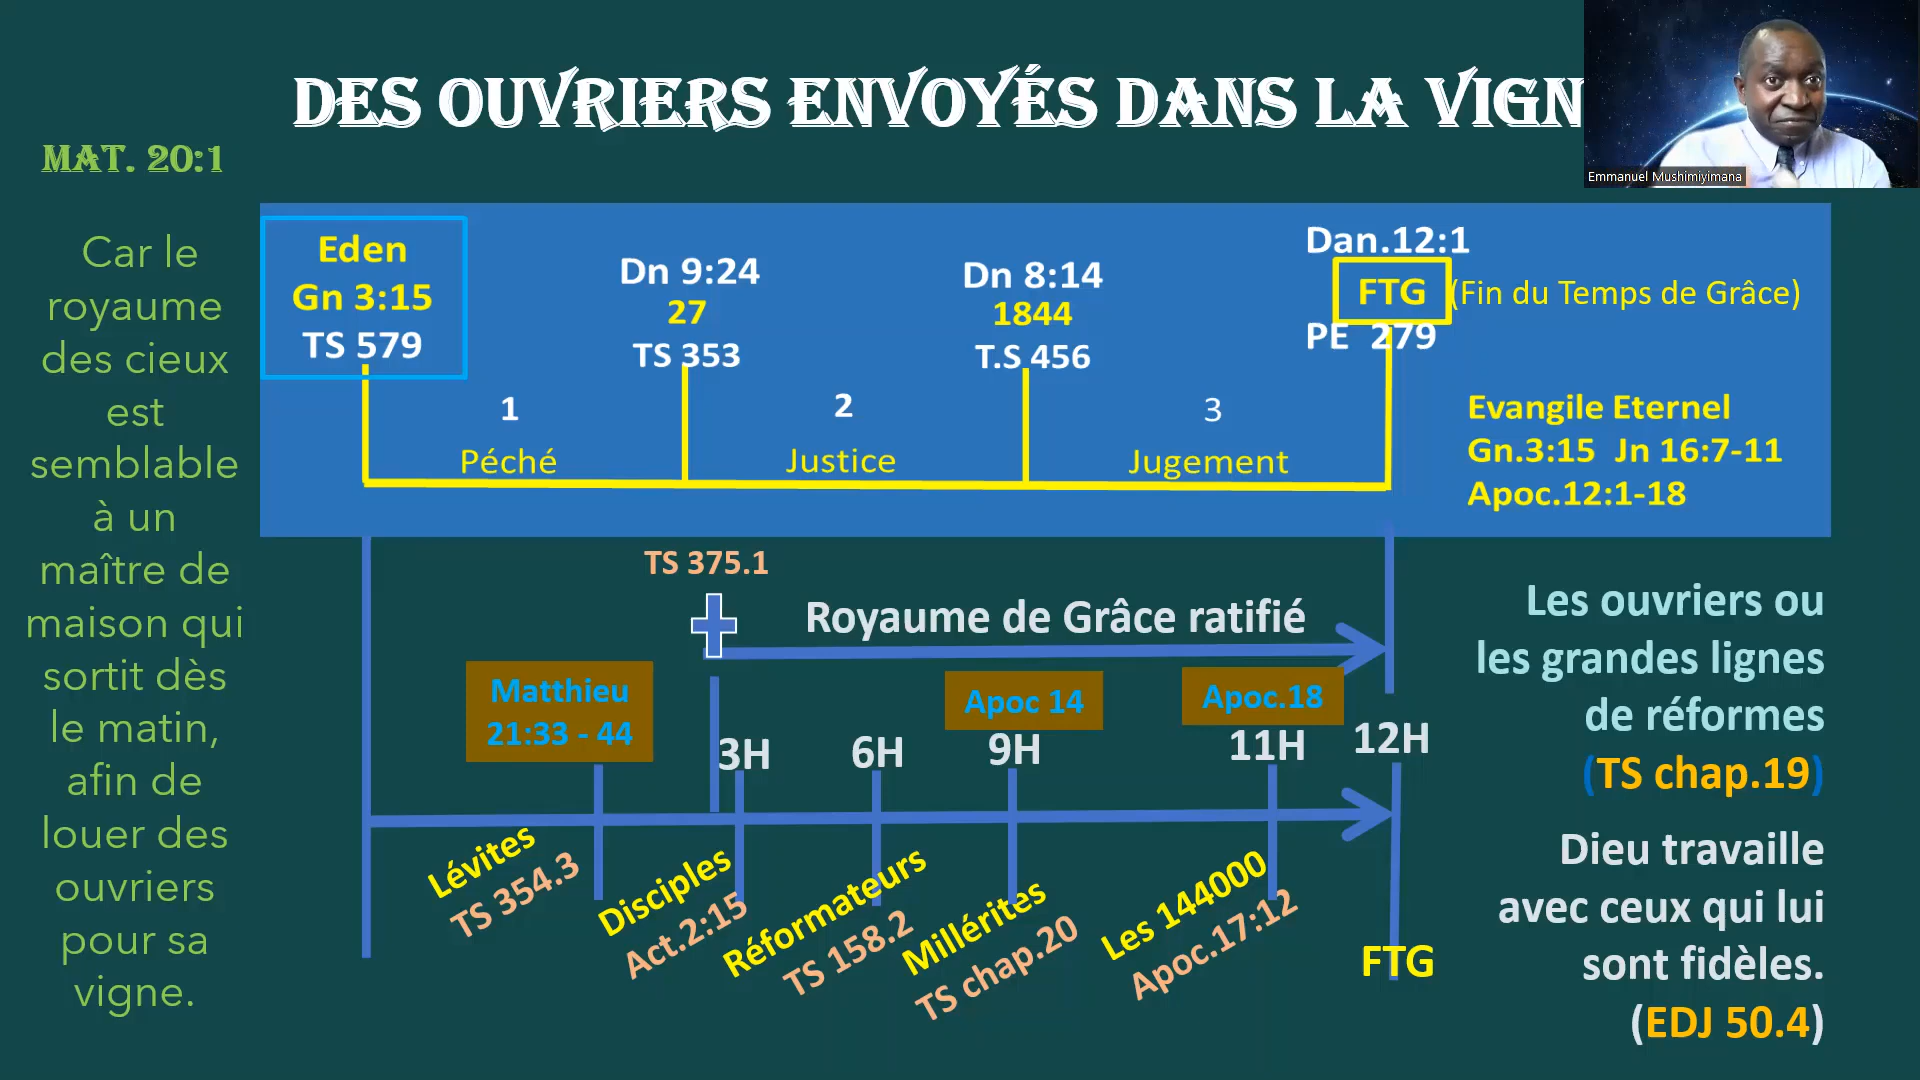 DES OUVRIERS ENVOYÉS DANS LA VIGN
Emmanuel Mushimiyimana
MAT. 20:1
Car le
royaume
des cieux
est
semblable
à un
maître de
maison qui
sortit dès
le matin,
afin de
louer des
ouvriers
pour sa
vigne.
Eden
Gn 3:15
TS 579
Dn 9:24
27
TS 353
Dn 8:14
1844
T.S 456
Dan.12:1
FTG (Fin du Temps de Grâce)
PE 279
1
Péché
2
Justice
3
Jugement
Evangile Eternel
Gn.3:15 Jn 16:7-11
Apoc.12:1-18
TS 375.1
Royaume de Grâce ratifié
Matthieu
21:33 - 44
Apoc 14
Apoc.18
3H
6H
9H
11H
12H
Lévites
TS 354.3
Disciples
Act.2:15
Réformateurs
TS 158.2
Millérites
TS chap.20
Les 144000
Apoc.17:12
FTG
Les ouvriers ou
les grandes lignes
de réformes
(TS chap.19)
Dieu travaille
avec ceux qui lui
sont fidèles.
(EDJ 50.4)